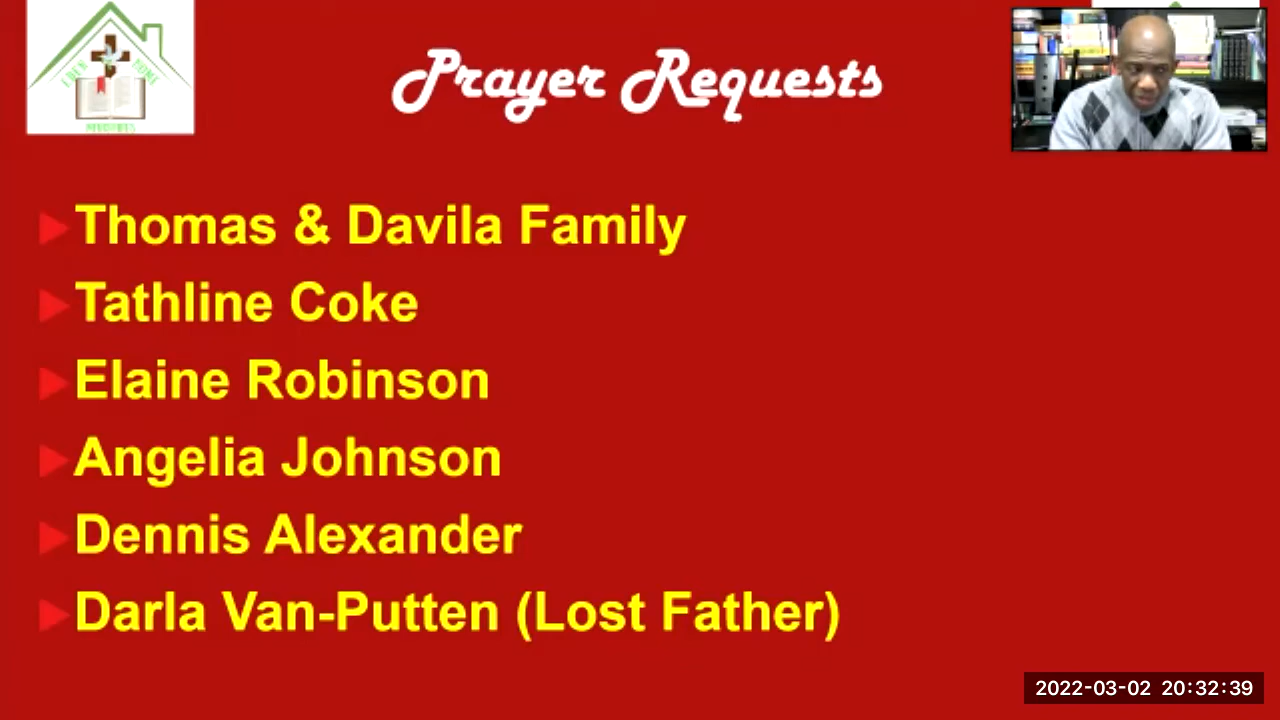 Prayer Requests
Thomas & Davila Family
Tathline Coke
Elaine Robinson
Angelia Johnson
Dennis Alexander
Darla Van-Putten (Lost Father)
2022-03-02 20:32:39